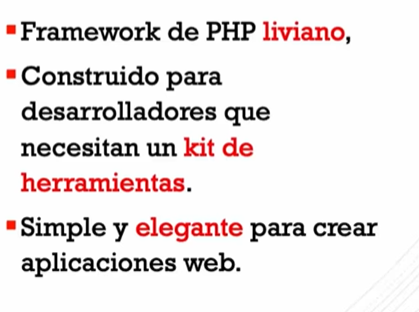 Framework de PHP liviano,
Construido para
desarrolladores que
necesitan un kit de
herramientas.
Simple y elegante para crear
aplicaciones web.